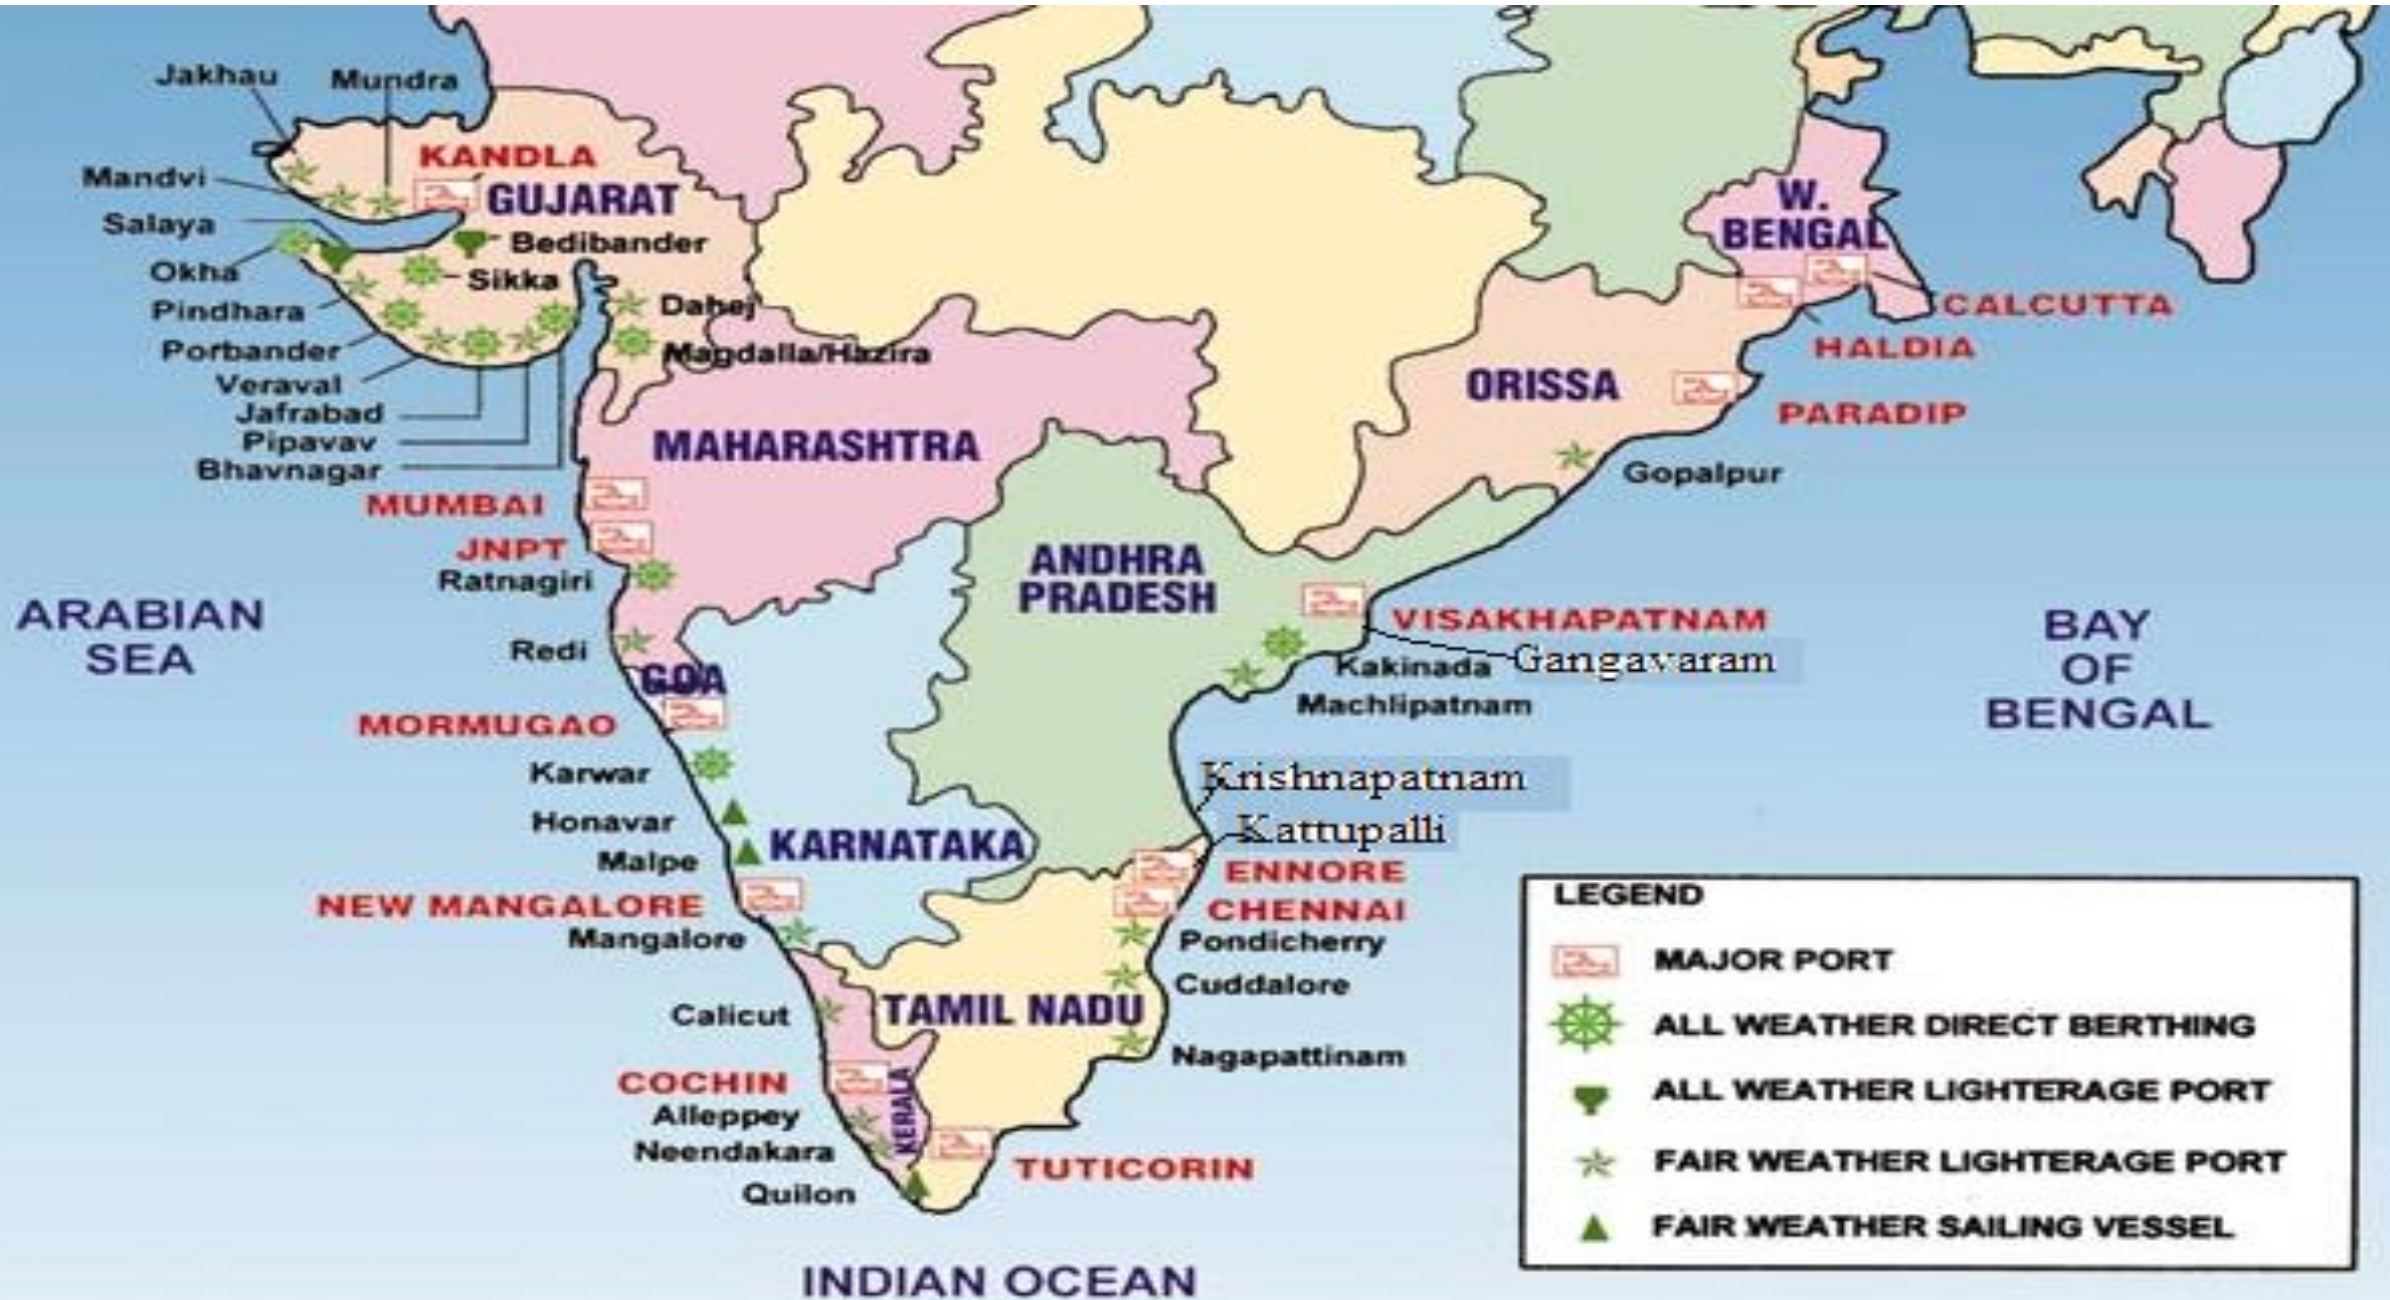 Jakhau
Mundra
KANDLA
Mandvi
GUJARAT
Salaya
Bedibander
Okha
Sikka
Pindhara
Dahej
Porbander
Magdalla/Hazira
Veraval
Jafrabad
Pipavav
Bhavnagar
MAHARASHTRA
MUMBAI
JNPT
Ratnagiri
ARABIAN
SEA
Redi
GOA
MORMUGAO
Karwar
Honavar
Malpe
KARNATAKA
NEW MANGALORE
Mangalore
Calicut
COCHIN
KERALA
Alleppey
Neendakara
Quilon
W.
BENGAL
CALCUTTA
HALDIA
ORISSA
PARADIP
Gopalpur
ANDHRA
PRADESH
VISAKHAPATNAM
Gangavaram
Kakinada
Machlipatnam
BAY
OF
BENGAL
Krishnapatnam
Kattupalli
ENNORE
CHENNAI
Pondicherry
Cuddalore
TAMIL NADU
Nagapattinam
TUTICORIN
INDIAN OCEAN
LEGEND
MAJOR PORT
ALL WEATHER DIRECT BERTHING
ALL WEATHER LIGHTERAGE PORT
FAIR WEATHER LIGHTERAGE PORT
FAIR WEATHER SAILING VESSEL